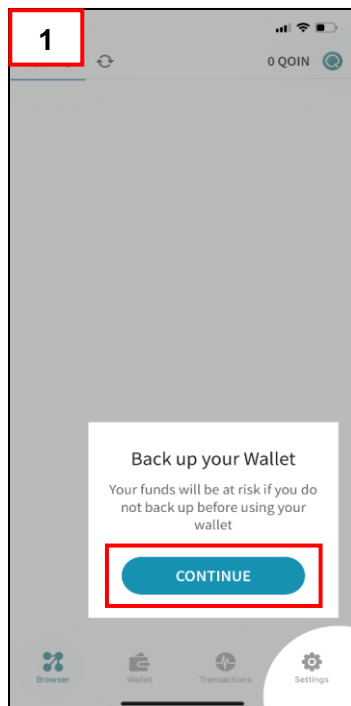 1
0 QOIN
Back up your Wallet
Your funds will be at risk if you do
not back up before using your
wallet
CONTINUE
Browser
Wallet
Transactions
Settings